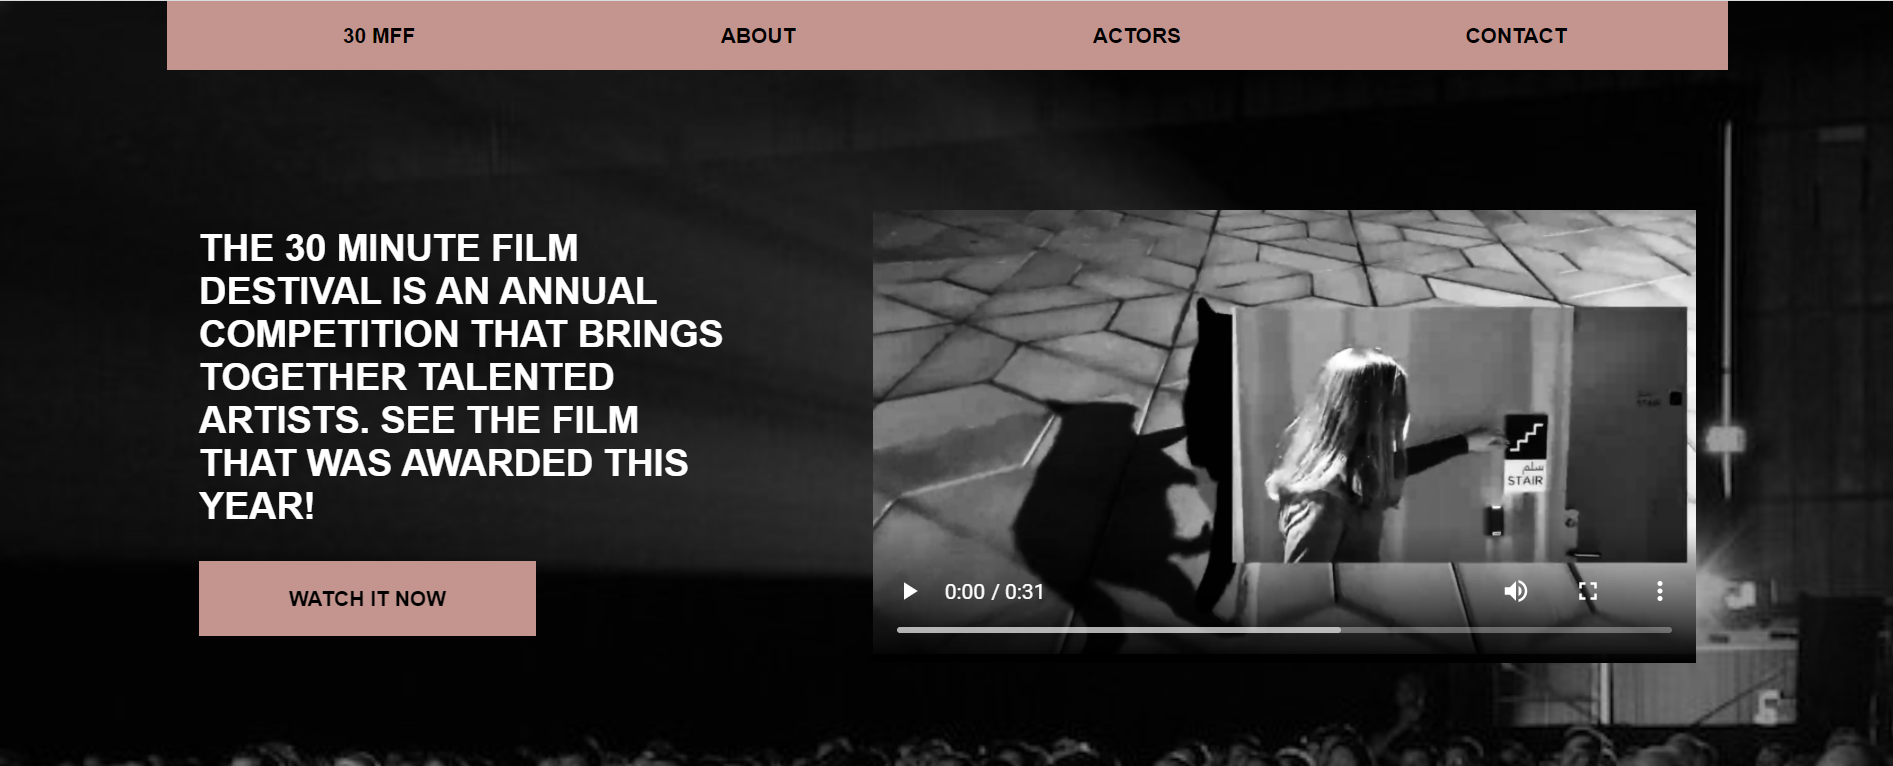 30 MFF
ABOUT
ACTORS
CONTACT
THE 30 MINUTE FILM
DESTIVAL IS AN ANNUAL
COMPETITION THAT BRINGS
TOGETHER TALENTED
ARTISTS. SEE THE FILM
THAT WAS AWARDED THIS
YEAR!
WATCH IT NOW
سلم
STAIR
0:00 / 0:31